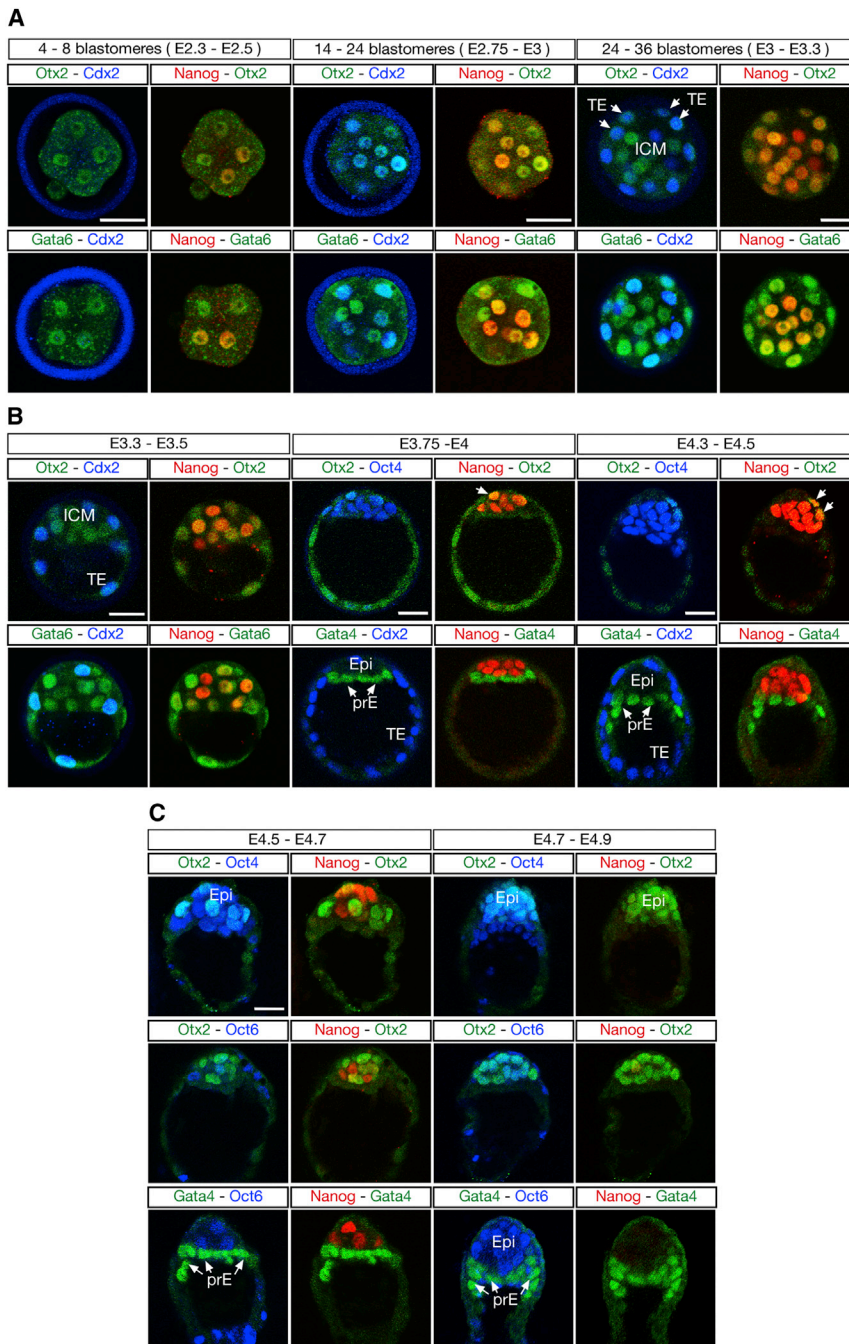 A
4 - 8 blastomeres ( E2.3 - E2.5) 14 - 24 blastomeres ( E2.75 - E3) 24 - 36 blastomeres ( E3 - E3.3)
Otx2 - Cdx2 Nanog - Otx2 Otx2 - Cdx2 Nanog - Otx2 Otx2 - Cdx2 Nanog - Otx2
TE TE
ICM
Gata6 - Cdx2 Nanog - Gata6 Gata6 - Cdx2 Nanog - Gata6 Gata6 - Cdx2 Nanog - Gata6
B
E3.3 - E3.5 E3.75 -E4 E4.3 - E4.5
Otx2 - Cdx2 Nanog - Otx2 Otx2 - Oct4 Nanog - Otx2 Otx2 - Oct4 Nanog - Otx2
ICM
TE
Gata6 - Cdx2 Nanog - Gata6 Gata4 - Cdx2 Nanog - Gata4 Gata4 - Cdx2 Nanog - Gata4
Epi Epi
prE prE
TE TE
C
E4.5 - E4.7 E4.7 - E4.9
Otx2 - Oct4 Nanog - Otx2 Otx2 - Oct4 Nanog - Otx2
Epi Epi Epi
Otx2 - Oct6 Nanog - Otx2 Otx2 - Oct6 Nanog - Otx2
Gata4 - Oct6 Nanog - Gata4 Gata4 - Oct6 Nanog - Gata4
Epi
prE prE